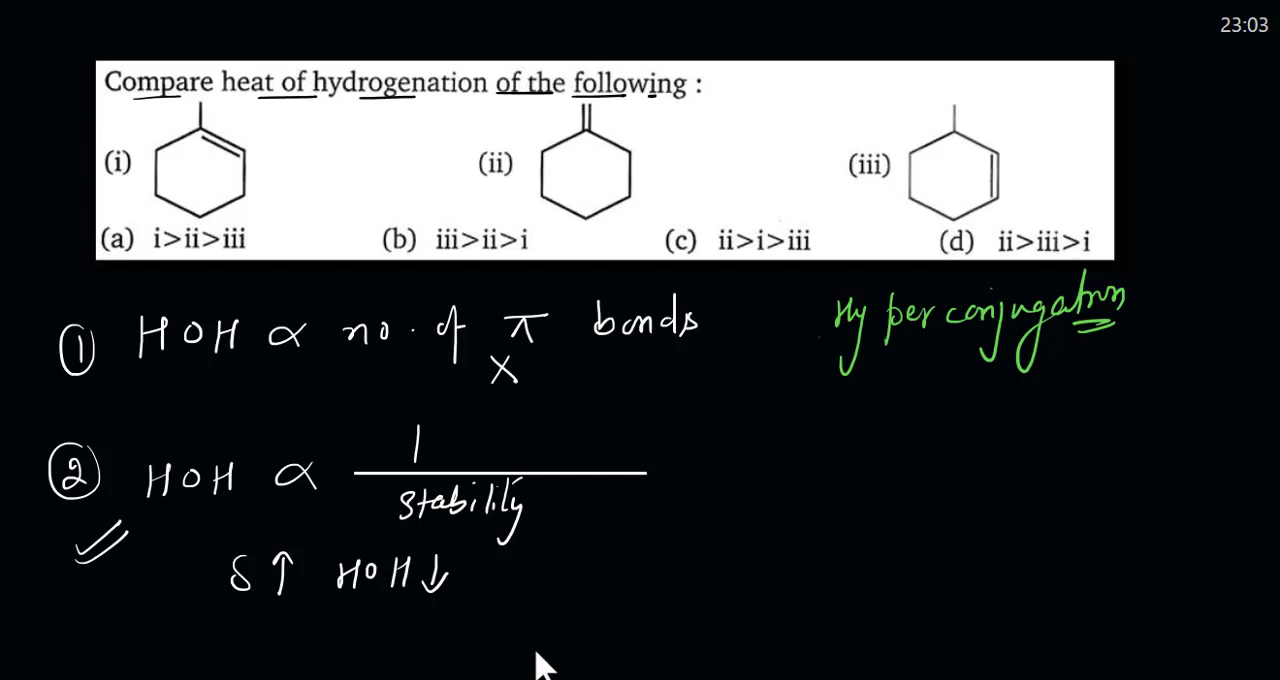 23:03
Compare heat of hydrogenation of the following :
(i) (ii) (iii)
(a) i>ii>iii (b) iii>ii>i (c) ii>i>iii (d) ii>iii>i
Hyperconjugation
① HOH ∝ no. of π bonds
X
② HOH ∝ 1
stability
S↑ HOH↓